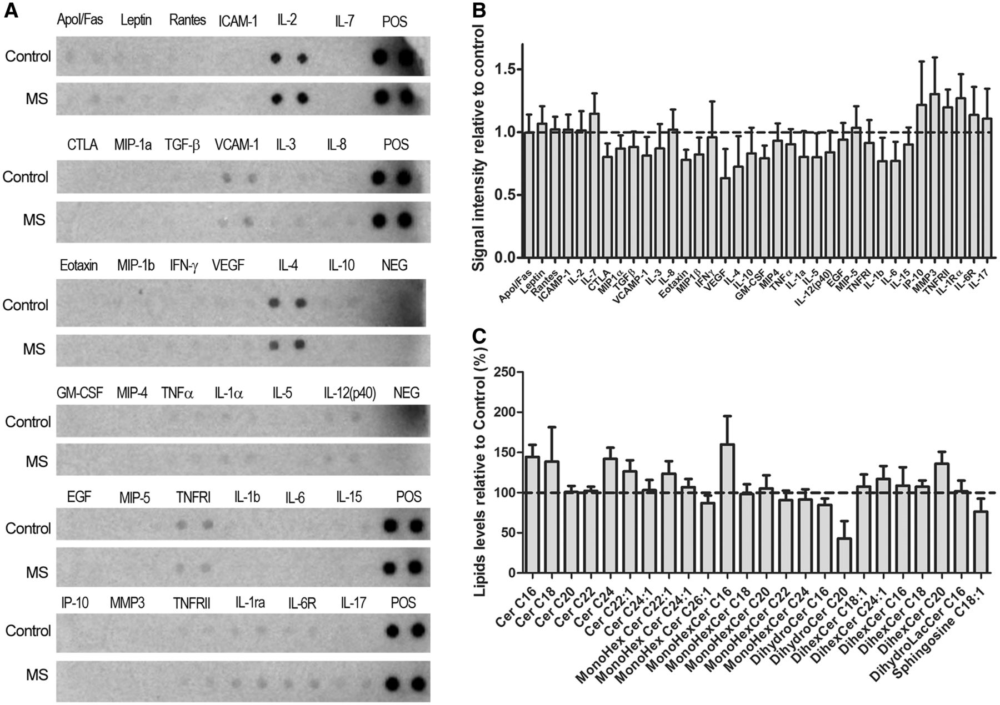 A
Apol/Fas Leptin Rantes ICAM-1 IL-2 IL-7 POS
Control
MS
CTLA MIP-1a TGF-β VCAM-1 IL-3 IL-8 POS
Control
MS
Eotaxin MIP-1b IFN-γ VEGF IL-4 IL-10 NEG
Control
MS
GM-CSF MIP-4 TNFα IL-1α IL-5 IL-12(p40) NEG
Control
MS
EGF MIP-5 TNFRI IL-1b IL-6 IL-15 POS
Control
MS
IP-10 MMP3 TNFRII IL-1ra IL-6R IL-17 POS
Control
MS
B
Signal intensity relative to control
1.5
1.0
0.5
0.0
Apol/Fas
Leptin
Rantes
ICAMP-1
IL-2
IL-7
CTLA
MIP1α
TGFβ
VCAMP-1
IL-3
IL-8
Eotaxin
MIP1β
IFNγ
VEGF
IL-4
IL-10
GM-CSF
MIP4
TNFα
IL-1a
IL-5
IL-12(p40)
EGF
MIP-5
TNFRI
IL-1b
IL-6
IL-15
IP-10
MMP3
TNFRII
IL-1Rα
IL-6R
IL-17
C
Lipids levels relative to Control (%)
250
200
150
100
50
0
Cer C16
Cer C18
Cer C20
Cer C22
Cer C24
Cer C22:1
Cer C24:1
MonoHex Cer C22:1
MonoHex Cer C24:1
MonoHex Cer C26:1
MonoHexCer C16
MonoHexCer C18
MonoHexCer C20
MonoHexCer C22
MonoHexCer C24
DihydroCer C16
DihydroCer C20
DihexCer C18:1
DihexCer C24:1
DihexCer C16
DihexCer C18
DihexCer C20
DihydroLacCer C16
Sphingosine C18:1